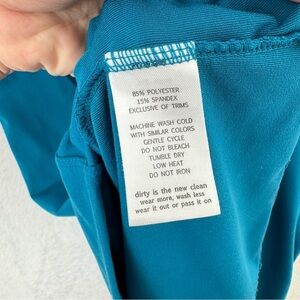 85% POLYESTER
15% SPANDEX
EXCLUSIVE OF TRIMS
MACHINE WASH COLD
WITH SIMILAR COLORS
GENTLE CYCLE
DO NOT BLEACH
TUMBLE DRY
LOW HEAT
DO NOT IRON
dirty is the new clean
wear more, wash less
wear it out or pass it on